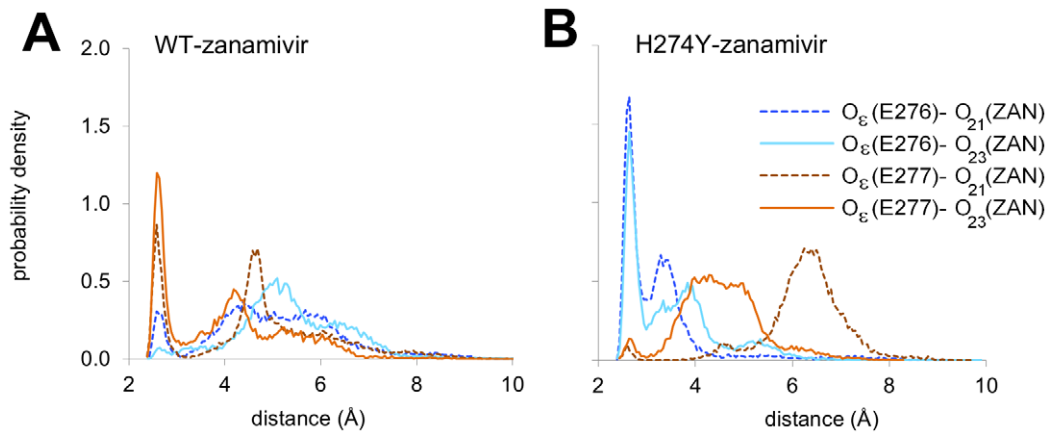 A
WT-zanamivir
2.0
1.5
1.0
0.5
0.0
probability density
2
4
6
8
10
distance (Å)
B
H274Y-zanamivir
Oε(E276)- O21(ZAN)
Oε(E276)- O23(ZAN)
Oε(E277)- O21(ZAN)
Oε(E277)- O23(ZAN)
2
4
6
8
10
distance (Å)